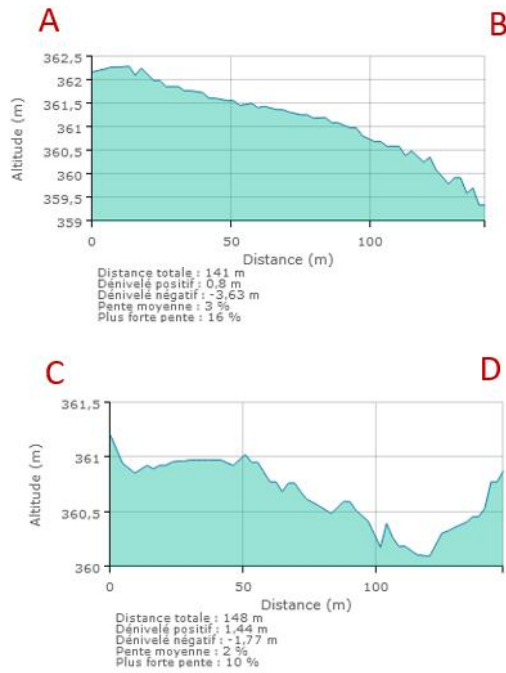 A B
362,5
362
361,5
361
360,5
360
359,5
359
Altitude (m)
0 50 100
Distance (m)
Distance totale : 141 m
Dénivelé positif : 0,8 m
Dénivelé négatif : -3,63 m
Pente moyenne : 3 %
Plus forte pente : 16 %
C D
361,5
361
360,5
360
Altitude (m)
0 50 100
Distance (m)
Distance totale : 148 m
Dénivelé positif : 1,44 m
Dénivelé négatif : -1,77 m
Pente moyenne : 2 %
Plus forte pente : 10 %